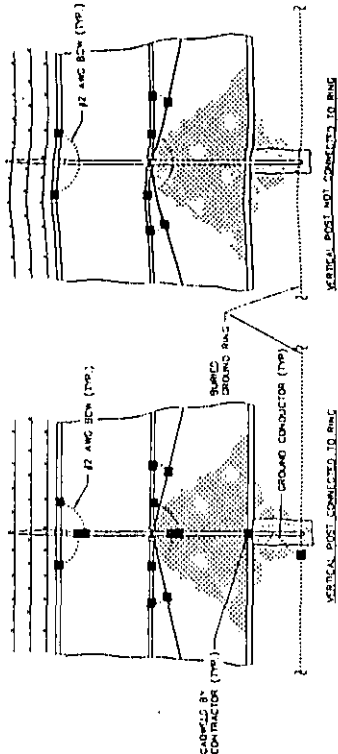 #2 AWG BCW (TYP.)
VERTICAL POST NOT CONNECTED TO RING
BURIED
GROUND RING
#2 AWG BCW (TYP.)
GROUND CONDUCTOR (TYP.)
CADWELD BY
CONTRACTOR (TYP.)
VERTICAL POST CONNECTED TO RING